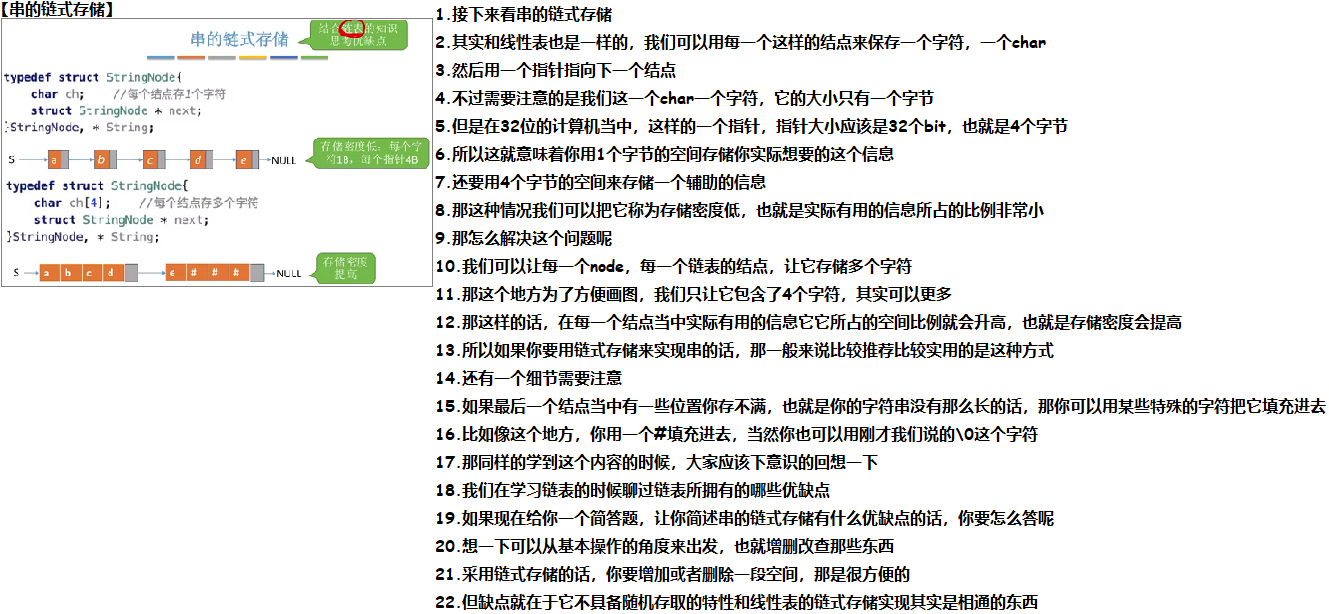 【串的链式存储】
串的链式存储
结合链表的知识
思考优缺点
typedef struct StringNode{
char ch; //每个结点存1个字符
struct StringNode * next;
}StringNode, * String;
S a b c d e NULL
存储密度低：每个字
符1B，每个指针4B
typedef struct StringNode{
char ch[4]; //每个结点存多个字符
struct StringNode * next;
}StringNode, * String;
S a b c d e # # # NULL
存储密度
提高
1.接下来看串的链式存储
2.其实和线性表也是一样的，我们可以用每一个这样的结点来保存一个字符，一个char
3.然后用一个指针指向下一个结点
4.不过需要注意的是我们这一个char一个字符，它的大小只有一个字节
5.但是在32位的计算机当中，这样的一个指针，指针大小应该是32个bit，也就是4个字节
6.所以这就意味着你用1个字节的空间存储你实际想要的这个信息
7.还要用4个字节的空间来存储一个辅助的信息
8.那这种情况我们可以把它称为存储密度低，也就是实际有用的信息所占的比例非常小
9.那怎么解决这个问题呢
10.我们可以让每一个node，每一个链表的结点，让它存储多个字符
11.那这个地方为了方便画图，我们只让它包含了4个字符，其实可以更多
12.那这样的话，在每一个结点当中实际有用的信息它它所占的空间比例就会升高，也就是存储密度会提高
13.所以如果你要用链式存储来实现串的话，那一般来说比较推荐比较实用的是这种方式
14.还有一个细节需要注意
15.如果最后一个结点当中有一些位置你存不满，也就是你的字符串没有那么长的话，那你可以用某些特殊的字符把它填充进去
16.比如像这个地方，你用一个#填充进去，当然你也可以用刚才我们说的\0这个字符
17.那同样的学到这个内容的时候，大家应该下意识的回想一下
18.我们在学习链表的时候聊过链表所拥有的哪些优缺点
19.如果现在给你一个简答题，让你简述串的链式存储有什么优缺点的话，你要怎么答呢
20.想一下可以从基本操作的角度来出发，也就增删改查那些东西
21.采用链式存储的话，你要增加或者删除一段空间，那是很方便的
22.但缺点就在于它不具备随机存取的特性和线性表的链式存储实现其实是相通的东西